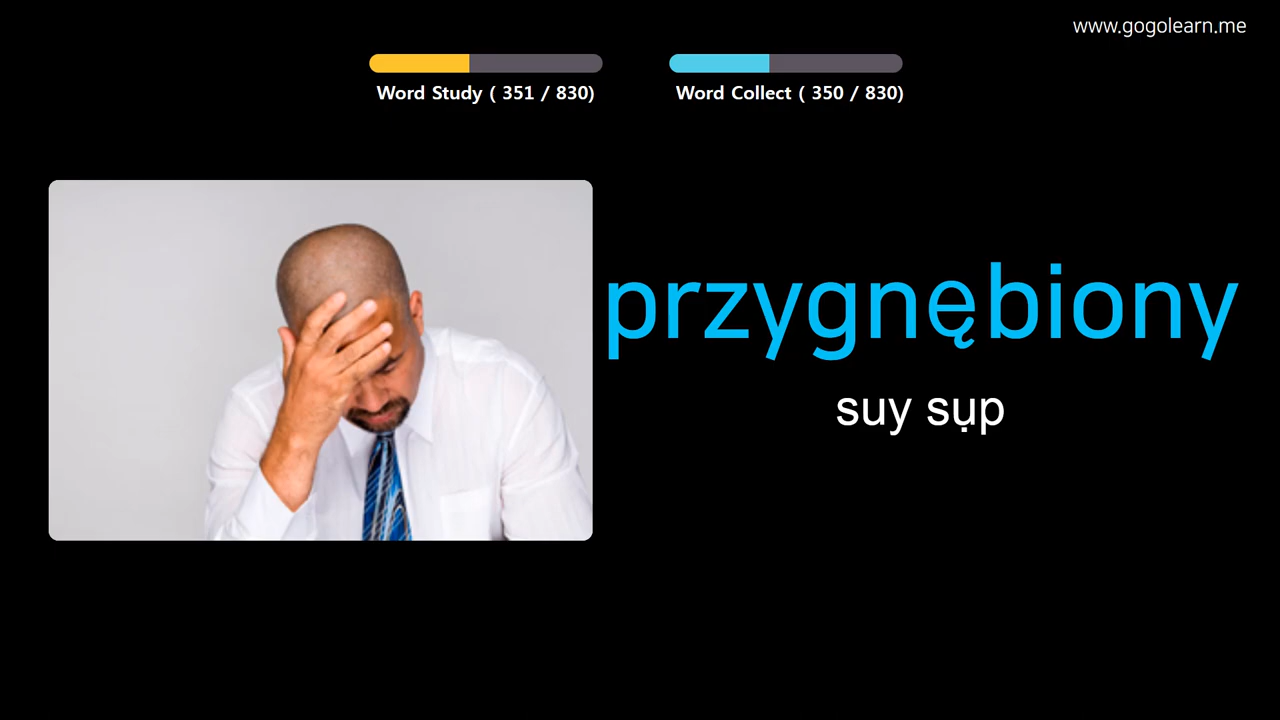 www.gogolearn.me
Word Study ( 351 / 830)
Word Collect ( 350 / 830)
przygnębiony
suy sụp